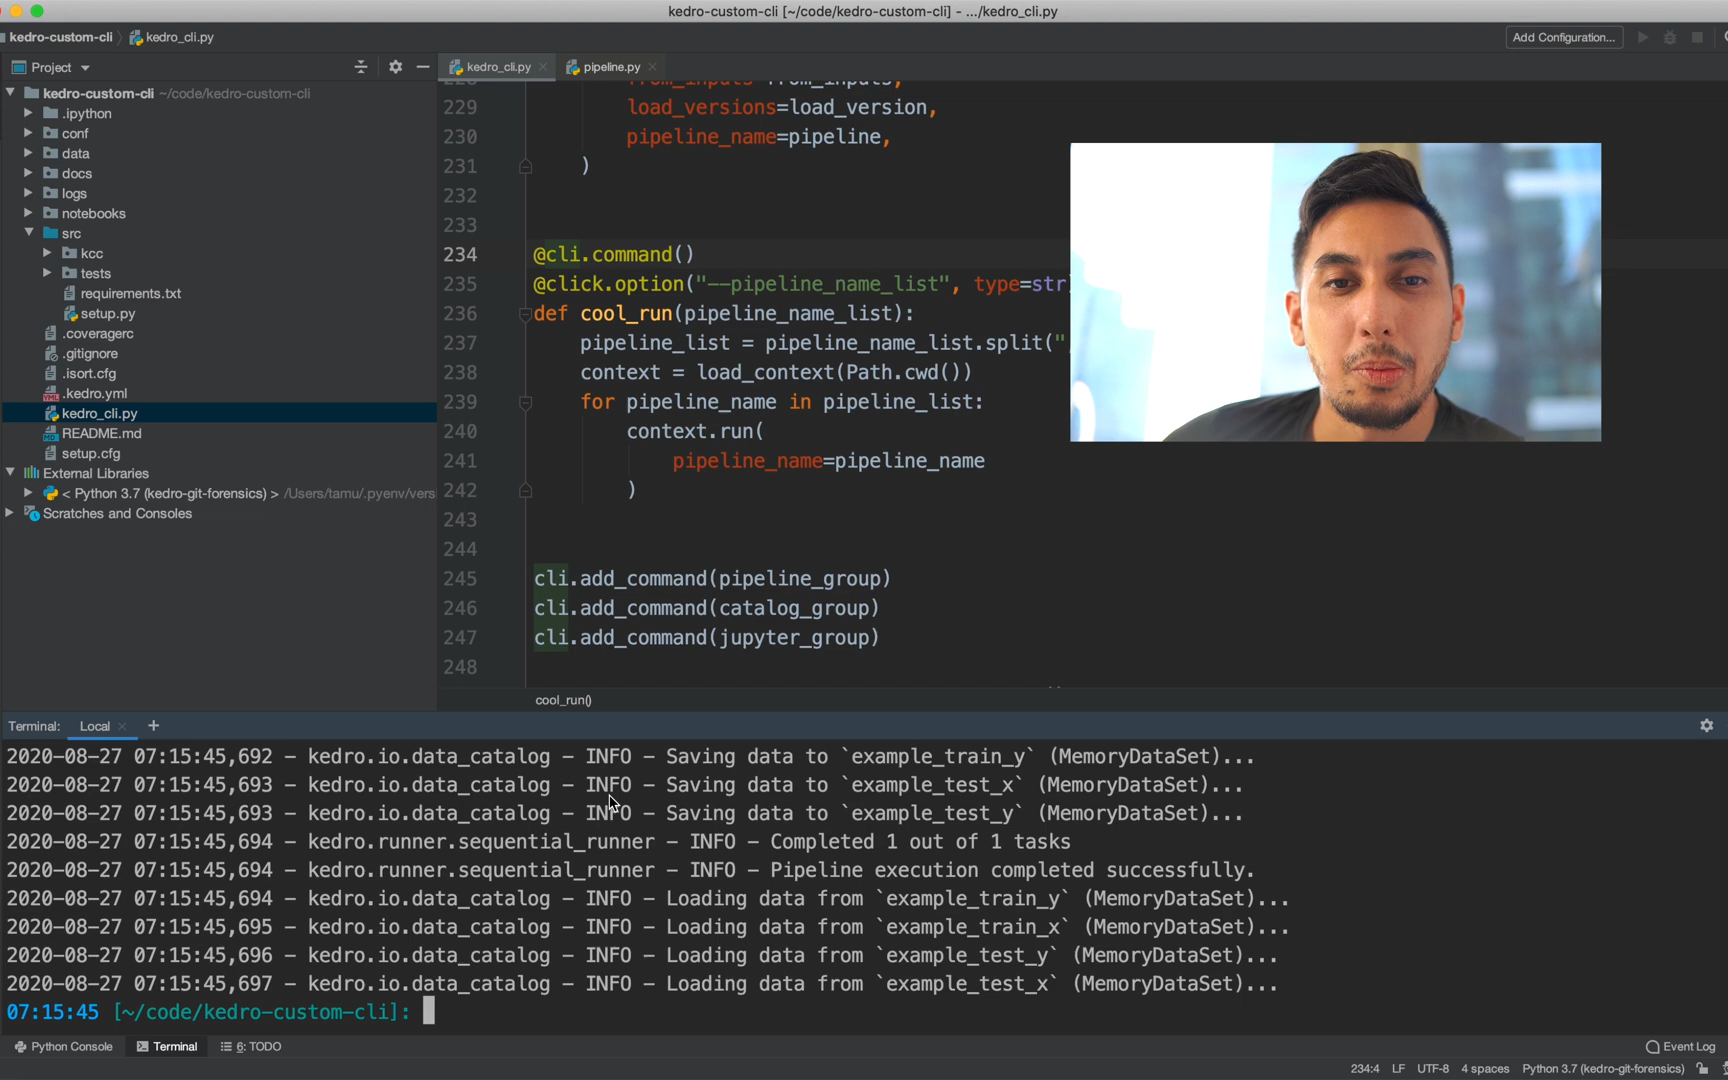 kedro-custom-cli [~/code/kedro-custom-cli] - .../kedro_cli.py
kedro-custom-cli kedro_cli.py
Add Configuration...
Project
kedro_cli.py
pipeline.py
kedro-custom-cli ~/code/kedro-custom-cli
.ipython
conf
data
docs
logs
notebooks
src
kcc
tests
requirements.txt
setup.py
.coveragerc
.gitignore
.isort.cfg
.kedro.yml
kedro_cli.py
README.md
setup.cfg
External Libraries
< Python 3.7 (kedro-git-forensics) > /Users/tamu/.pyenv/vers
Scratches and Consoles
228 from_inputs=from_inputs,
229 load_versions=load_version,
230 pipeline_name=pipeline,
231 )
232
233
234 @cli.command()
235 @click.option("--pipeline_name_list", type=str
236 def cool_run(pipeline_name_list):
237 pipeline_list = pipeline_name_list.split("
238 context = load_context(Path.cwd())
239 for pipeline_name in pipeline_list:
240 context.run(
241 pipeline_name=pipeline_name
242 )
243
244
245 cli.add_command(pipeline_group)
246 cli.add_command(catalog_group)
247 cli.add_command(jupyter_group)
248
cool_run()
Terminal: Local +
2020-08-27 07:15:45,692 - kedro.io.data_catalog - INFO - Saving data to `example_train_y` (MemoryDataSet)...
2020-08-27 07:15:45,693 - kedro.io.data_catalog - INFO - Saving data to `example_test_x` (MemoryDataSet)...
2020-08-27 07:15:45,693 - kedro.io.data_catalog - INFO - Saving data to `example_test_y` (MemoryDataSet)...
2020-08-27 07:15:45,694 - kedro.runner.sequential_runner - INFO - Completed 1 out of 1 tasks
2020-08-27 07:15:45,694 - kedro.runner.sequential_runner - INFO - Pipeline execution completed successfully.
2020-08-27 07:15:45,694 - kedro.io.data_catalog - INFO - Loading data from `example_train_y` (MemoryDataSet)...
2020-08-27 07:15:45,695 - kedro.io.data_catalog - INFO - Loading data from `example_train_x` (MemoryDataSet)...
2020-08-27 07:15:45,696 - kedro.io.data_catalog - INFO - Loading data from `example_test_y` (MemoryDataSet)...
2020-08-27 07:15:45,697 - kedro.io.data_catalog - INFO - Loading data from `example_test_x` (MemoryDataSet)...
07:15:45 [~/code/kedro-custom-cli]:
Python Console Terminal 6: TODO Event Log
234:4 LF UTF-8 4 spaces Python 3.7 (kedro-git-forensics)